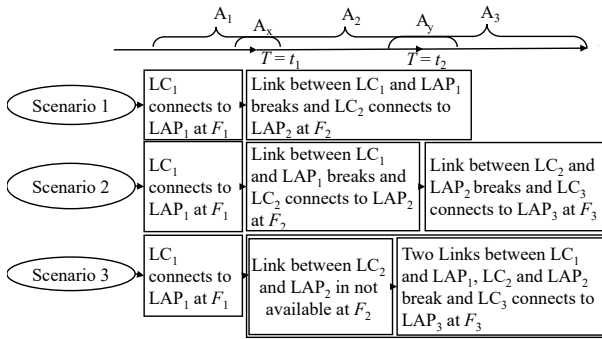 A₁ Aₓ A₂ Aᵧ A₃
T = t₁ T = t₂
Scenario 1
LC₁
connects to
LAP₁ at F₁
Link between LC₁ and LAP₁
breaks and LC₂ connects to
LAP₂ at F₂
Scenario 2
LC₁
connects to
LAP₁ at F₁
Link between LC₁
and LAP₁ breaks and
LC₂ connects to LAP₂
at F₂
Link between LC₂ and
LAP₂ breaks and LC₃
connects to LAP₃ at F₃
Scenario 3
LC₁
connects to
LAP₁ at F₁
Link between LC₂
and LAP₂ in not
available at F₂
Two Links between LC₁
and LAP₁, LC₂ and LAP₂
break and LC₃ connects to
LAP₃ at F₃